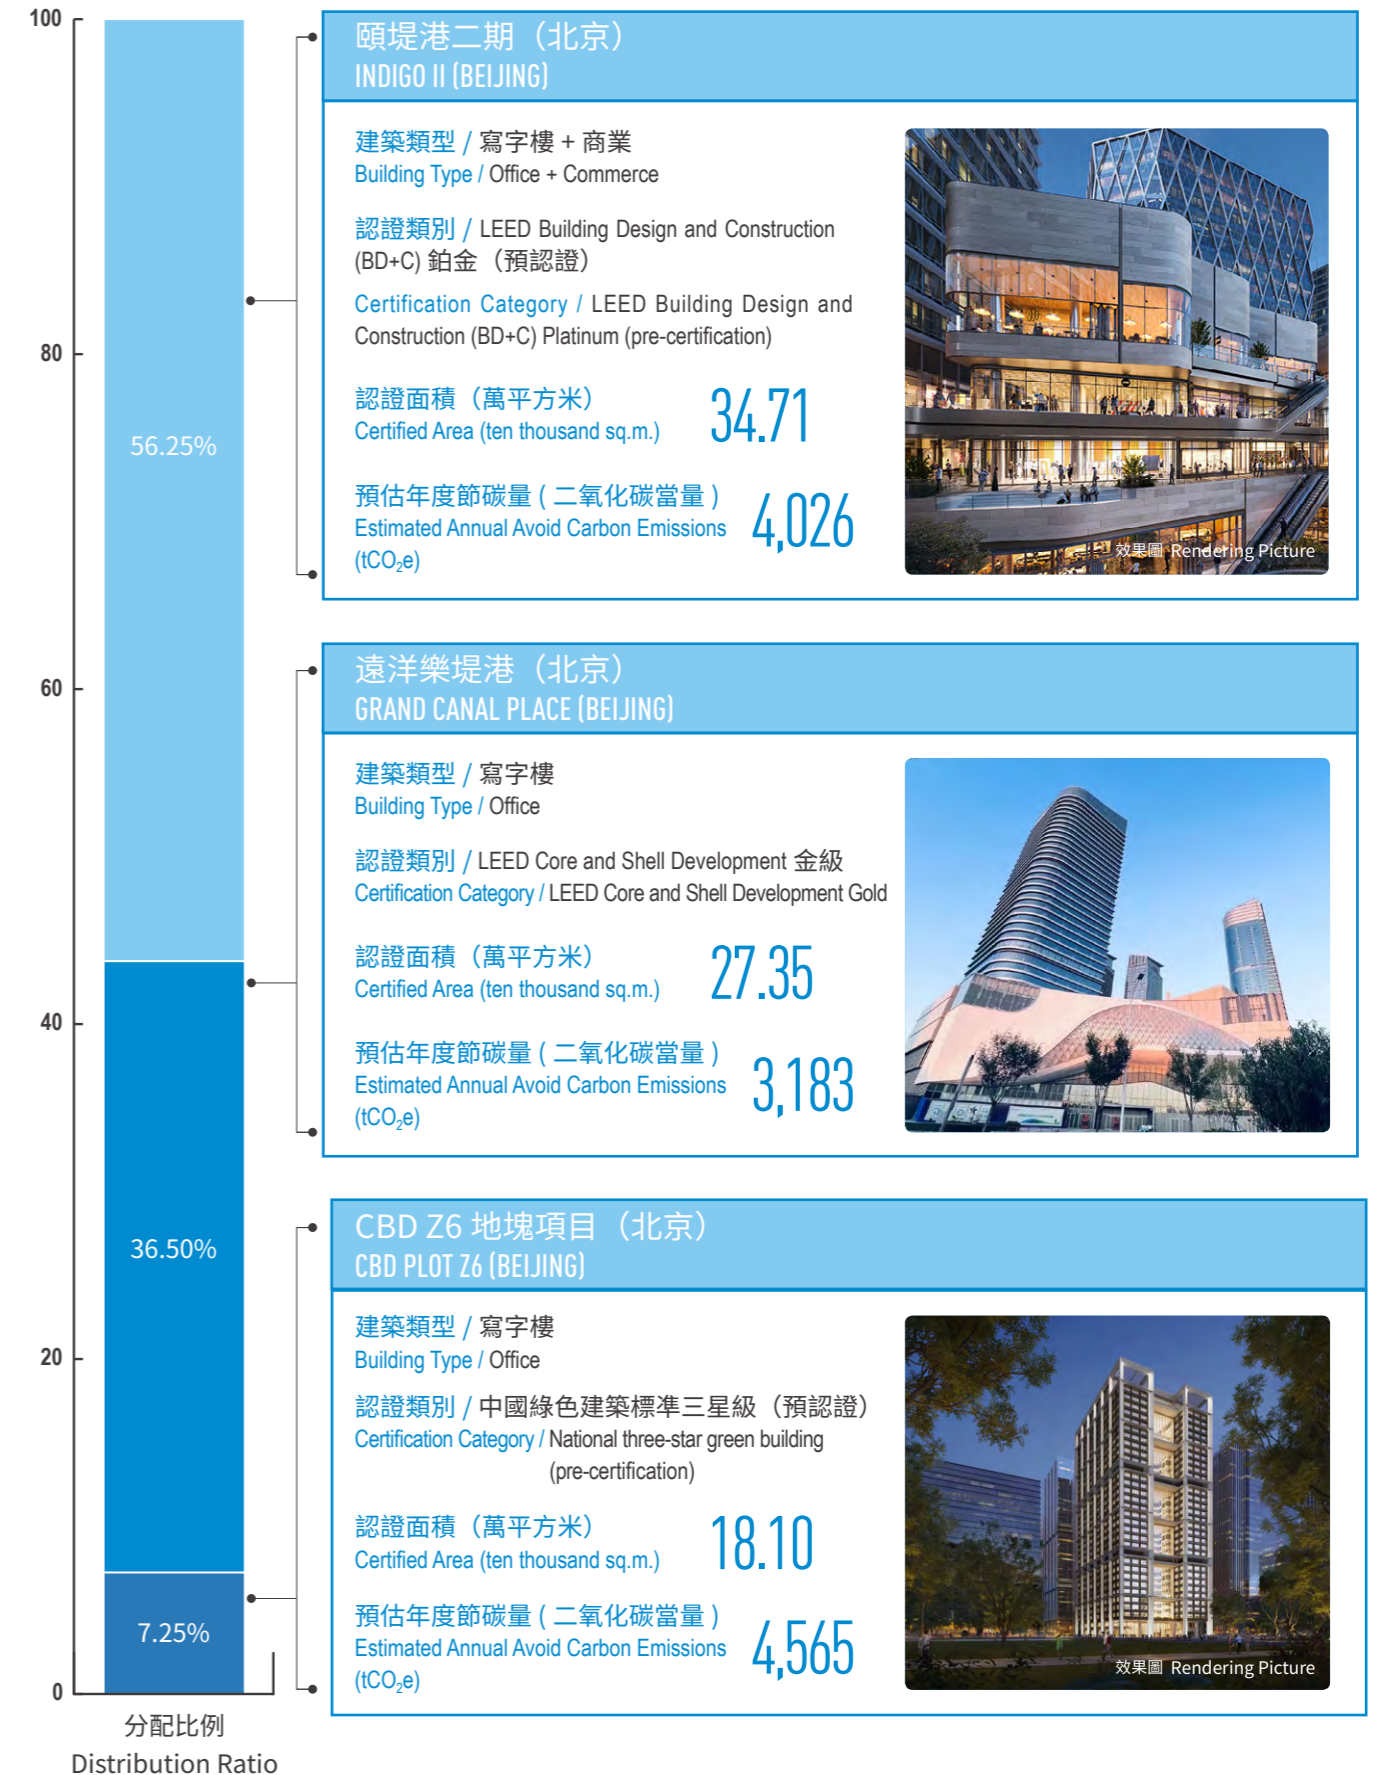 100
80
60
40
20
0
56.25%
36.50%
7.25%
分配比例
Distribution Ratio
頤堤港二期（北京）
INDIGO II (BEIJING)
建築類型 / 寫字樓 + 商業
Building Type / Office + Commerce
認證類別 / LEED Building Design and Construction
(BD+C) 鉑金（預認證）
Certification Category / LEED Building Design and
Construction (BD+C) Platinum (pre-certification)
認證面積（萬平方米）
Certified Area (ten thousand sq.m.)
34.71
預估年度節碳量 ( 二氧化碳當量 )
Estimated Annual Avoid Carbon Emissions
(tCO₂e)
4,026
效果圖 Rendering Picture
遠洋樂堤港（北京）
GRAND CANAL PLACE (BEIJING)
建築類型 / 寫字樓
Building Type / Office
認證類別 / LEED Core and Shell Development 金級
Certification Category / LEED Core and Shell Development Gold
認證面積（萬平方米）
Certified Area (ten thousand sq.m.)
27.35
預估年度節碳量 ( 二氧化碳當量 )
Estimated Annual Avoid Carbon Emissions
(tCO₂e)
3,183
CBD Z6 地塊項目（北京）
CBD PLOT Z6 (BEIJING)
建築類型 / 寫字樓
Building Type / Office
認證類別 / 中國綠色建築標準三星級（預認證）
Certification Category / National three-star green building
(pre-certification)
認證面積（萬平方米）
Certified Area (ten thousand sq.m.)
18.10
預估年度節碳量 ( 二氧化碳當量 )
Estimated Annual Avoid Carbon Emissions
(tCO₂e)
4,565
效果圖 Rendering Picture